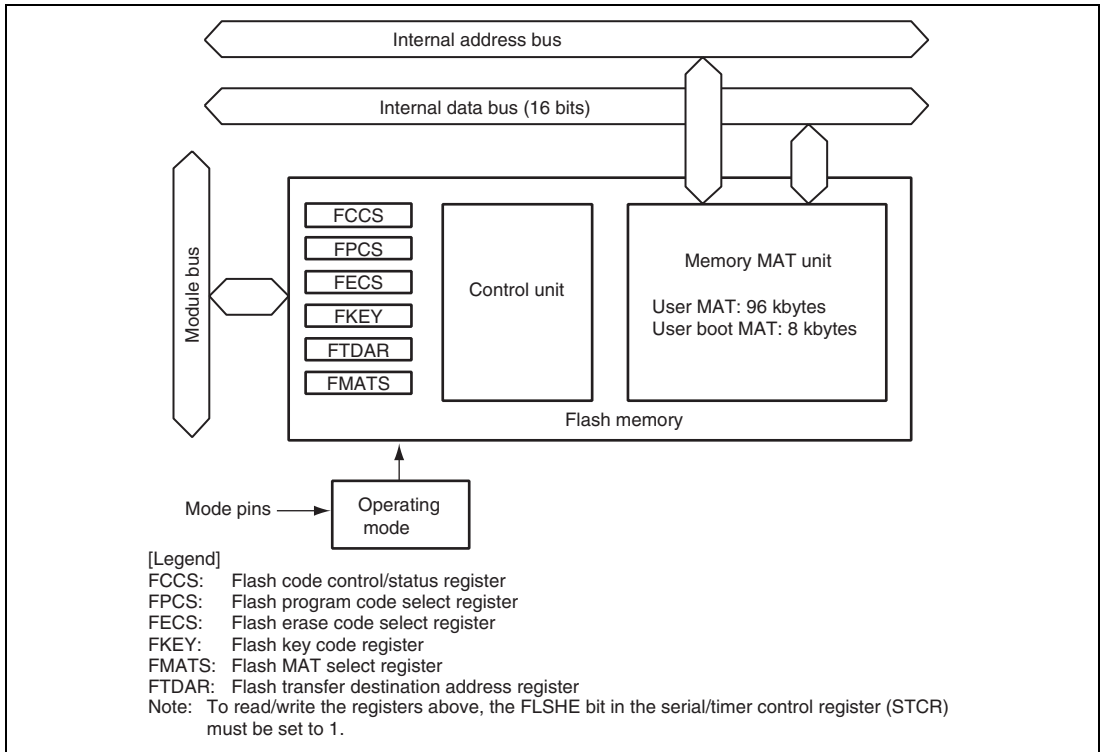 Internal address bus
Internal data bus (16 bits)
Module bus
FCCS
FPCS
FECS
FKEY
FTDAR
FMATS
Control unit
Memory MAT unit
User MAT: 96 kbytes
User boot MAT: 8 kbytes
Flash memory
Mode pins
Operating
mode
[Legend]
FCCS: Flash code control/status register
FPCS: Flash program code select register
FECS: Flash erase code select register
FKEY: Flash key code register
FMATS: Flash MAT select register
FTDAR: Flash transfer destination address register
Note: To read/write the registers above, the FLSHE bit in the serial/timer control register (STCR)
must be set to 1.